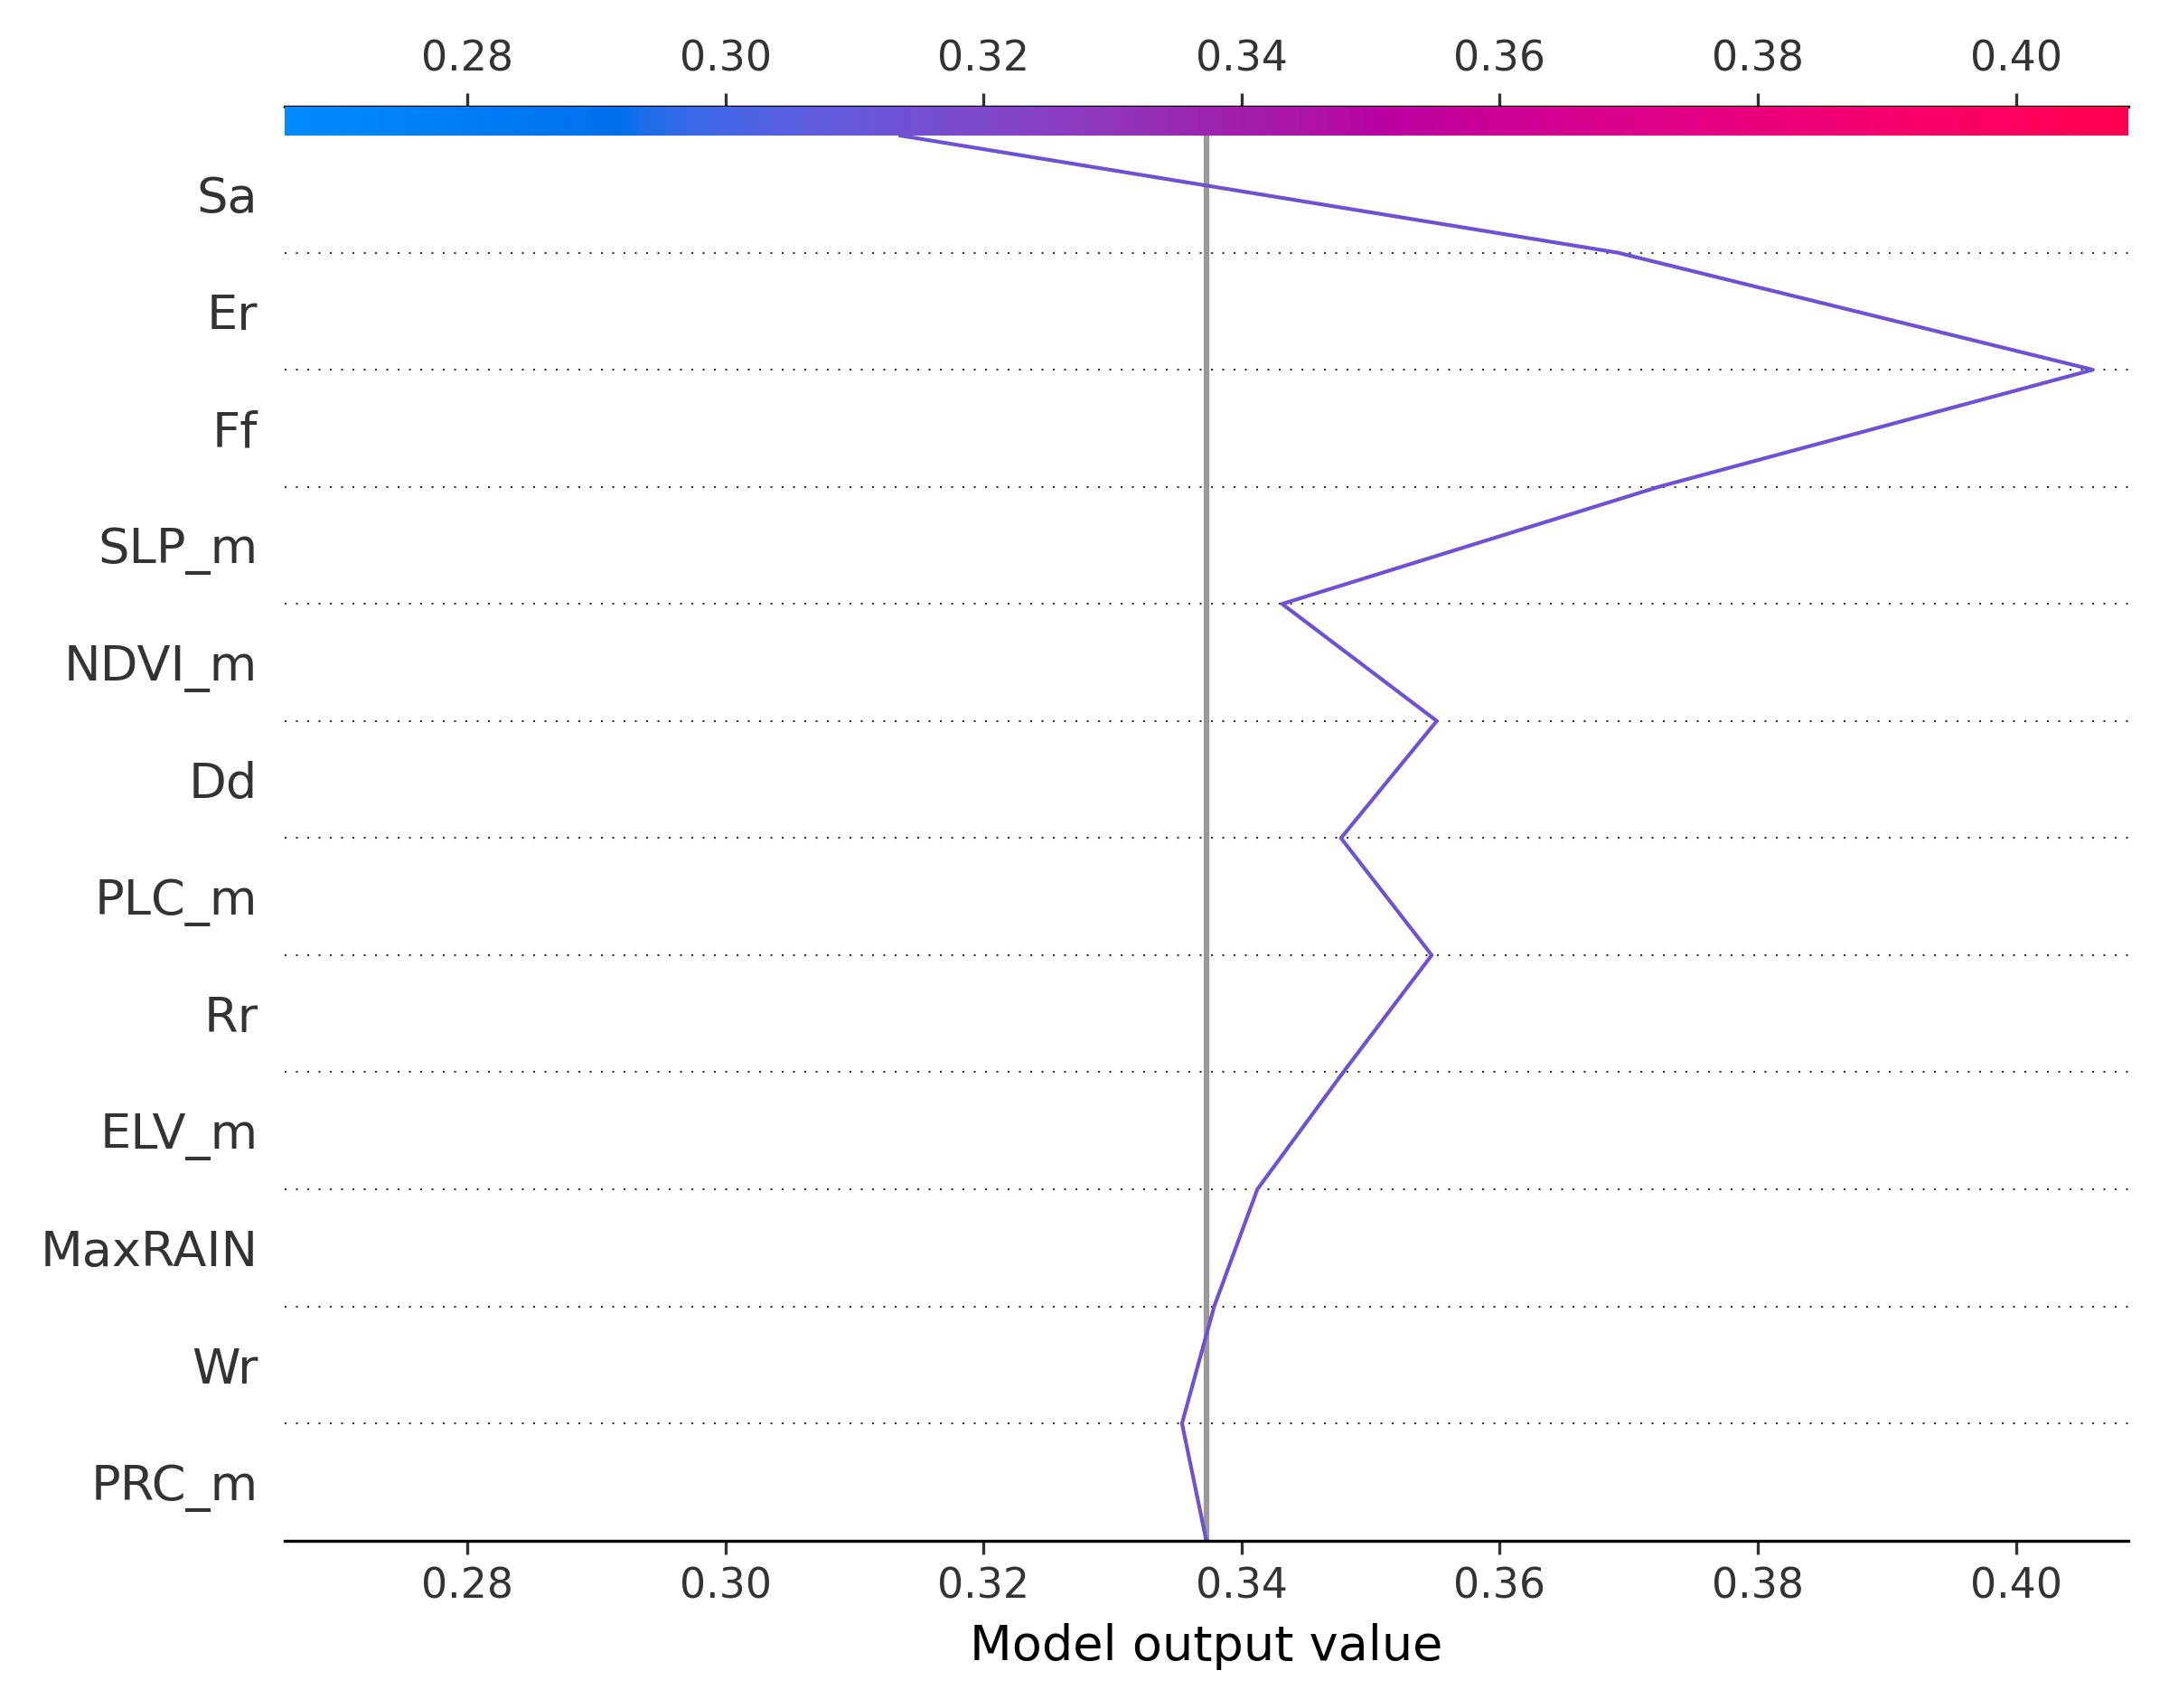 0.28 0.30 0.32 0.34 0.36 0.38 0.40
Sa
Er
Ff
SLP_m
NDVI_m
Dd
PLC_m
Rr
ELV_m
MaxRAIN
Wr
PRC_m
0.28 0.30 0.32 0.34 0.36 0.38 0.40
Model output value